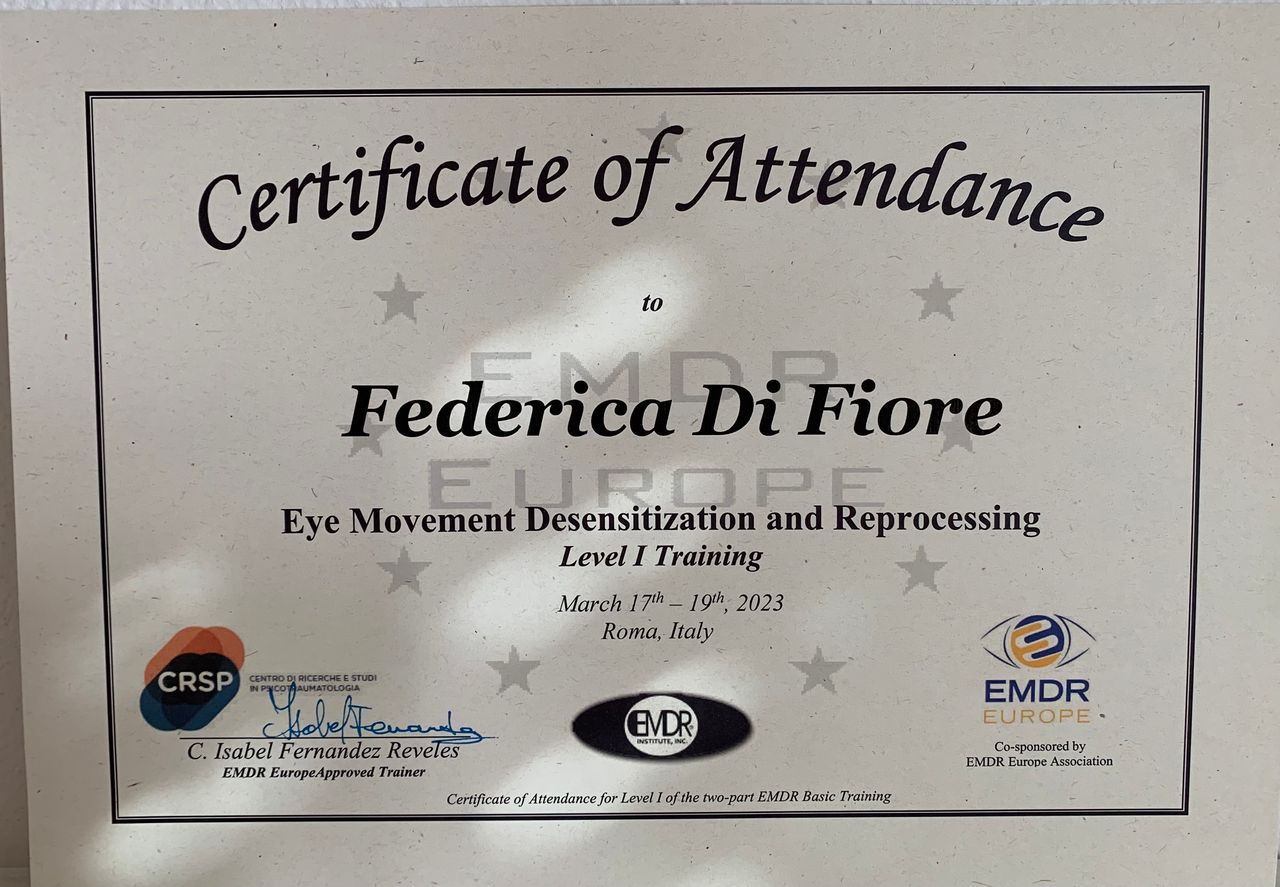 Certificate of Attendance
to
EMDR
Federica Di Fiore
EUROPE
Eye Movement Desensitization and Reprocessing
Level I Training
March 17th – 19th, 2023
Roma, Italy
CRSP
CENTRO DI RICERCHE E STUDI
IN PSICOTRAUMATOLOGIA
Isabel Fernandez
C. Isabel Fernandez Reveles
EMDR EuropeApproved Trainer
EMDR
INSTITUTE, INC.
EMDR
EUROPE
Co-sponsored by
EMDR Europe Association
Certificate of Attendance for Level I of the two-part EMDR Basic Training